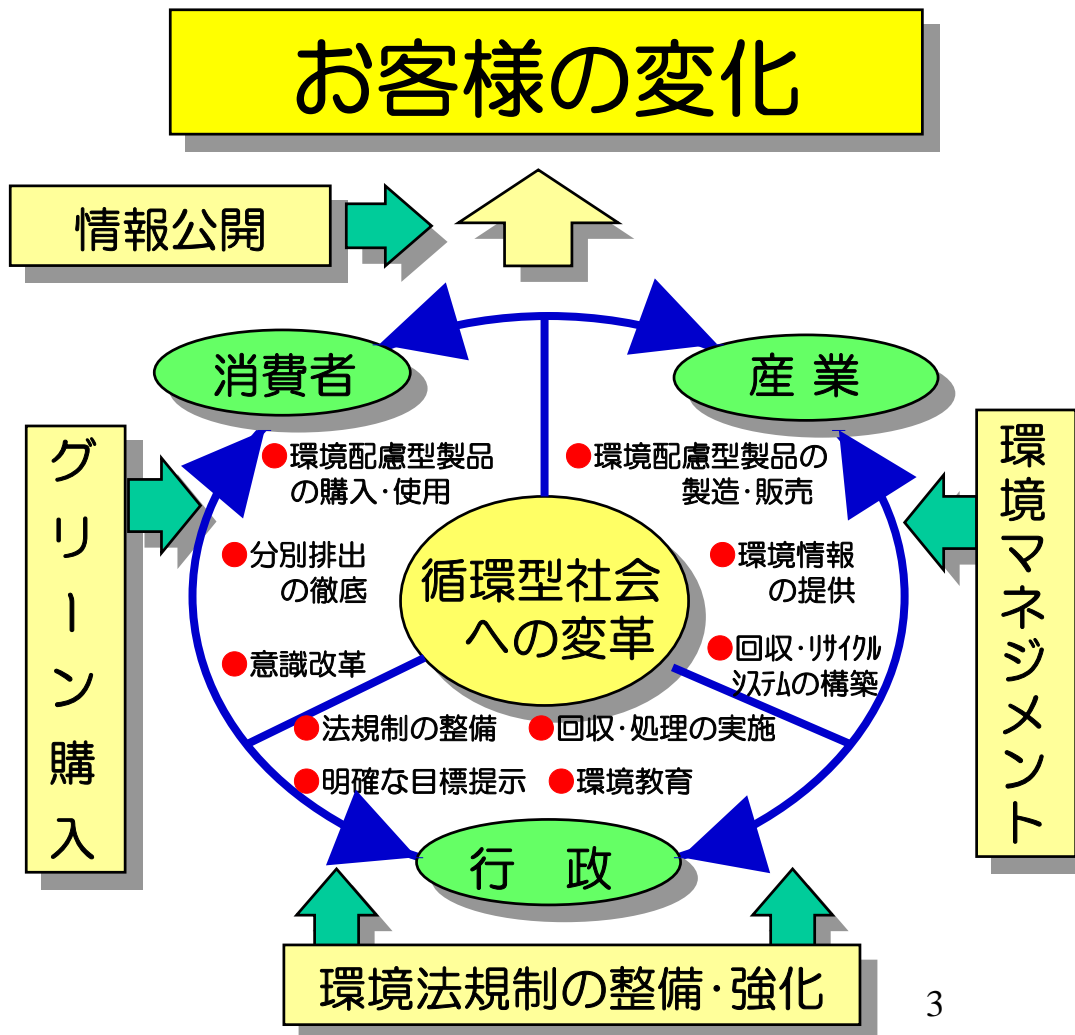 お客様の変化
情報公開
消費者
産業
グリーン購入
●環境配慮型製品
の購入・使用
●分別排出
の徹底
●意識改革
●環境配慮型製品の
製造・販売
●環境情報
の提供
●回収・ﾘｻｲｸﾙ
ｼｽﾃﾑの構築
循環型社会
への変革
環境マネジメント
●法規制の整備
●回収・処理の実施
●明確な目標提示
●環境教育
行　政
環境法規制の整備・強化
3